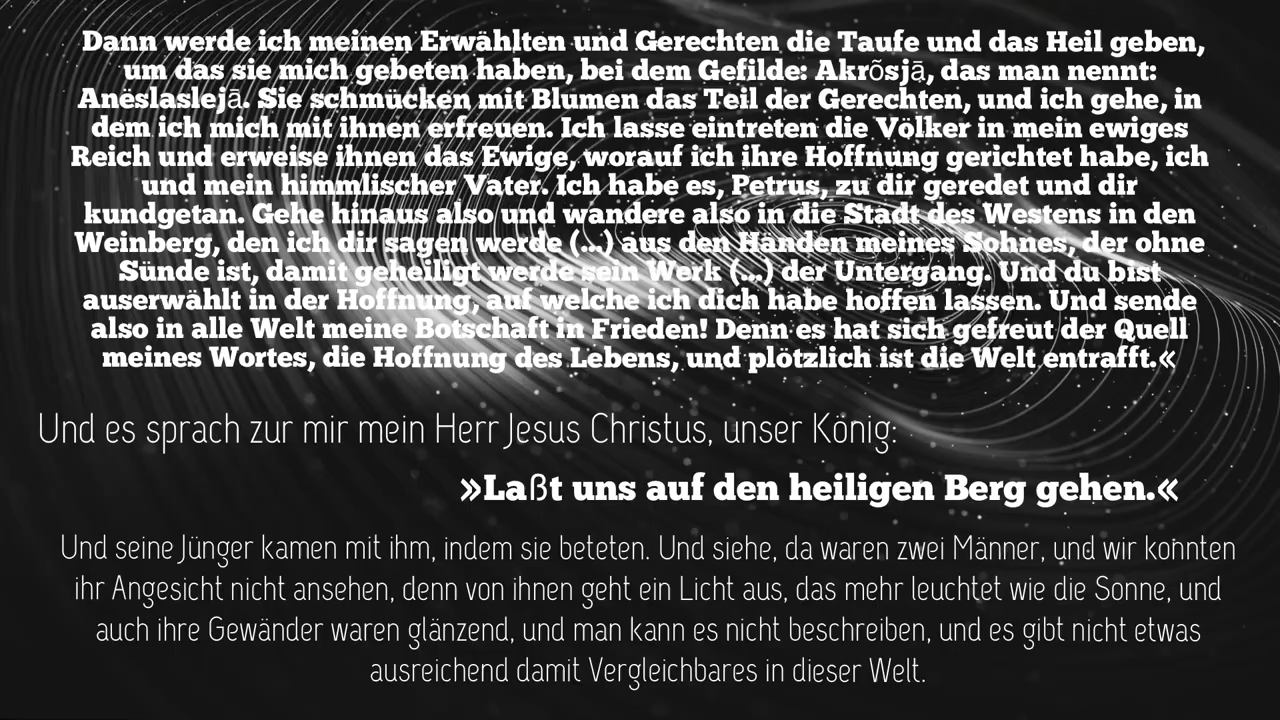 Dann werde ich meinen Erwählten und Gerechten die Taufe und das Heil geben,
um das sie mich gebeten haben, bei dem Gefilde: Akrõsjā, das man nennt:
Anëslaslejā. Sie schmücken mit Blumen das Teil der Gerechten, und ich gehe, in
dem ich mich mit ihnen erfreuen. Ich lasse eintreten die Völker in mein ewiges
Reich und erweise ihnen das Ewige, worauf ich ihre Hoffnung gerichtet habe, ich
und mein himmlischer Vater. Ich habe es, Petrus, zu dir geredet und dir
kundgetan. Gehe hinaus also und wandere also in die Stadt des Westens in den
Weinberg, den ich dir sagen werde (...) aus den Händen meines Sohnes, der ohne
Sünde ist, damit geheiligt werde sein Werk (...) der Untergang. Und du bist
auserwählt in der Hoffnung, auf welche ich dich habe hoffen lassen. Und sende
also in alle Welt meine Botschaft in Frieden! Denn es hat sich gefreut der Quell
meines Wortes, die Hoffnung des Lebens, und plötzlich ist die Welt entrafft.«
Und es sprach zur mir mein Herr Jesus Christus, unser König:
»Laßt uns auf den heiligen Berg gehen.«
Und seine Jünger kamen mit ihm, indem sie beteten. Und siehe, da waren zwei Männer, und wir konnten
ihr Angesicht nicht ansehen, denn von ihnen geht ein Licht aus, das mehr leuchtet wie die Sonne, und
auch ihre Gewänder waren glänzend, und man kann es nicht beschreiben, und es gibt nicht etwas
ausreichend damit Vergleichbares in dieser Welt.